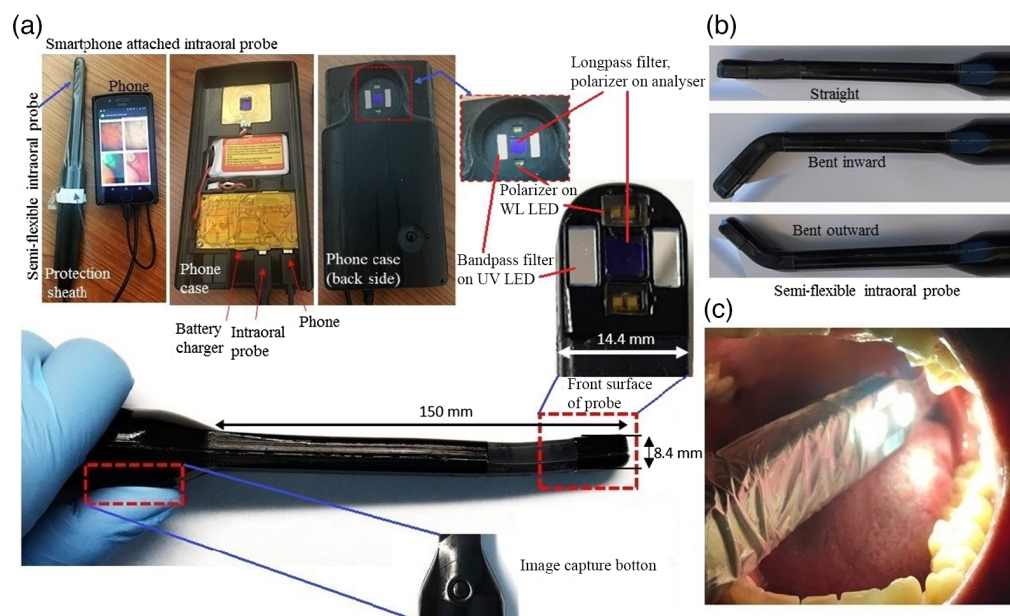 (a)
Smartphone attached intraoral probe
Semi-flexible intraoral probe
Phone
Protection
sheath
Phone
case
Phone case
(back side)
Battery
charger
Intraoral
probe
Phone
Longpass filter,
polarizer on analyser
Polarizer on
WL LED
Bandpass filter
on UV LED
14.4 mm
Front surface
of probe
150 mm
8.4 mm
Image capture botton
(b)
Straight
Bent inward
Bent outward
Semi-flexible intraoral probe
(c)